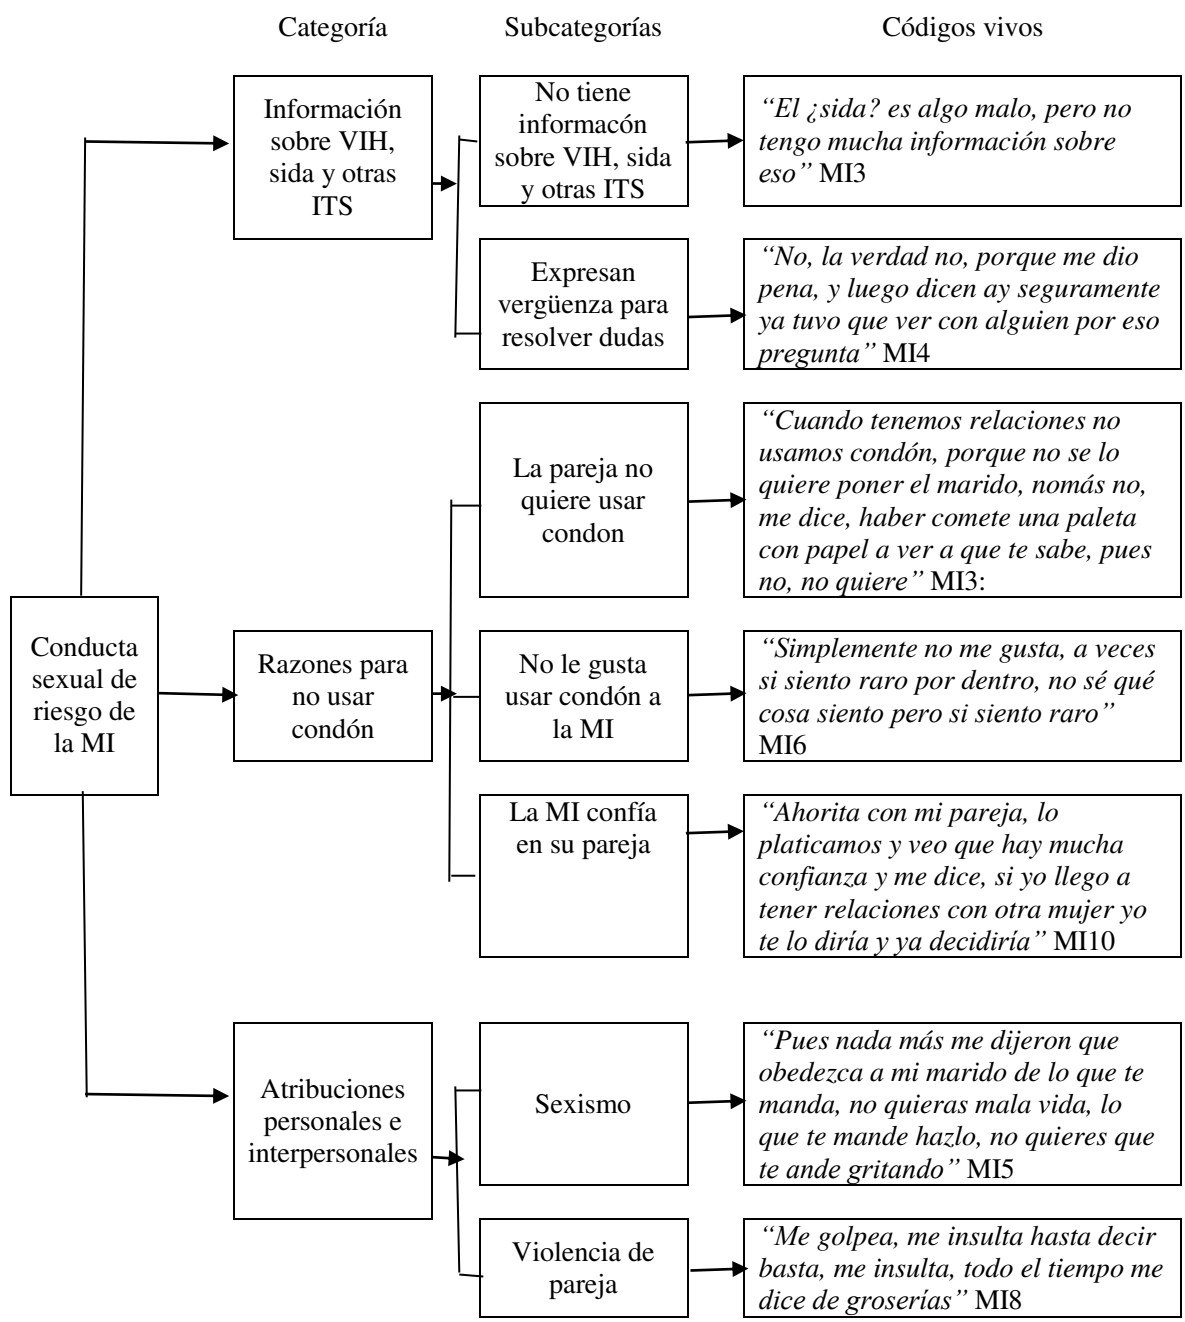 Categoría
Subcategorías
Códigos vivos
Conducta
sexual de
riesgo de
la MI
Información
sobre VIH,
sida y otras
ITS
No tiene
informacón
sobre VIH, sida
y otras ITS
“El ¿sida? es algo malo, pero no
tengo mucha información sobre
eso” MI3
Expresan
vergüenza para
resolver dudas
“No, la verdad no, porque me dio
pena, y luego dicen ay seguramente
ya tuvo que ver con alguien por eso
pregunta” MI4
Razones para
no usar
condón
La pareja no
quiere usar
condon
“Cuando tenemos relaciones no
usamos condón, porque no se lo
quiere poner el marido, nomás no,
me dice, haber comete una paleta
con papel a ver a que te sabe, pues
no, no quiere” MI3:
No le gusta
usar condón a
la MI
“Simplemente no me gusta, a veces
si siento raro por dentro, no sé qué
cosa siento pero si siento raro”
MI6
La MI confía
en su pareja
“Ahorita con mi pareja, lo
platicamos y veo que hay mucha
confianza y me dice, si yo llego a
tener relaciones con otra mujer yo
te lo diría y ya decidiría” MI10
Atribuciones
personales e
interpersonales
Sexismo
“Pues nada más me dijeron que
obedezca a mi marido de lo que te
manda, no quieras mala vida, lo
que te mande hazlo, no quieres que
te ande gritando” MI5
Violencia de
pareja
“Me golpea, me insulta hasta decir
basta, me insulta, todo el tiempo me
dice de groserías” MI8